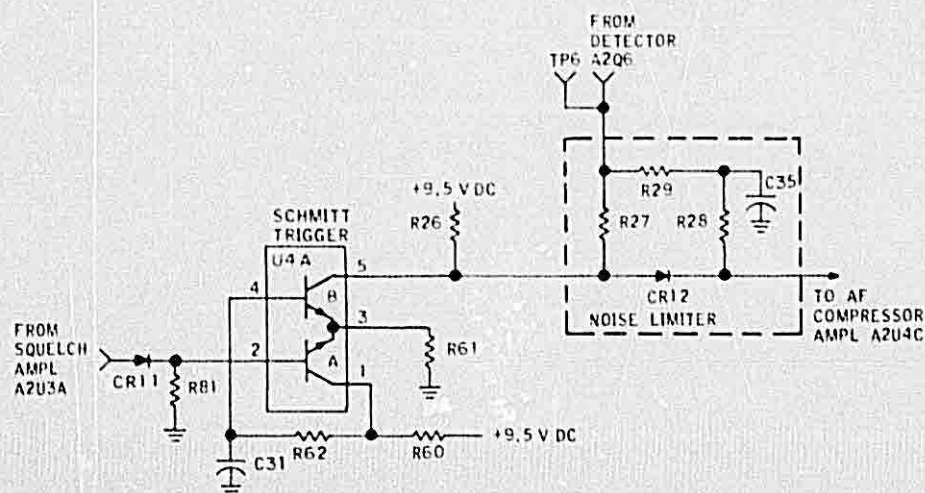 FROM
DETECTOR
TP6 A2Q6
+9.5 V DC
R26
SCHMITT
TRIGGER
U4A
5
4
B
3
2
A
1
R61
FROM
SQUELCH
AMPL
A2U3A
CR11
R81
C31
R62
R60
+9.5 V DC
R29
C35
R27
R28
CR12
NOISE LIMITER
TO AF
COMPRESSOR
AMPL A2U4C